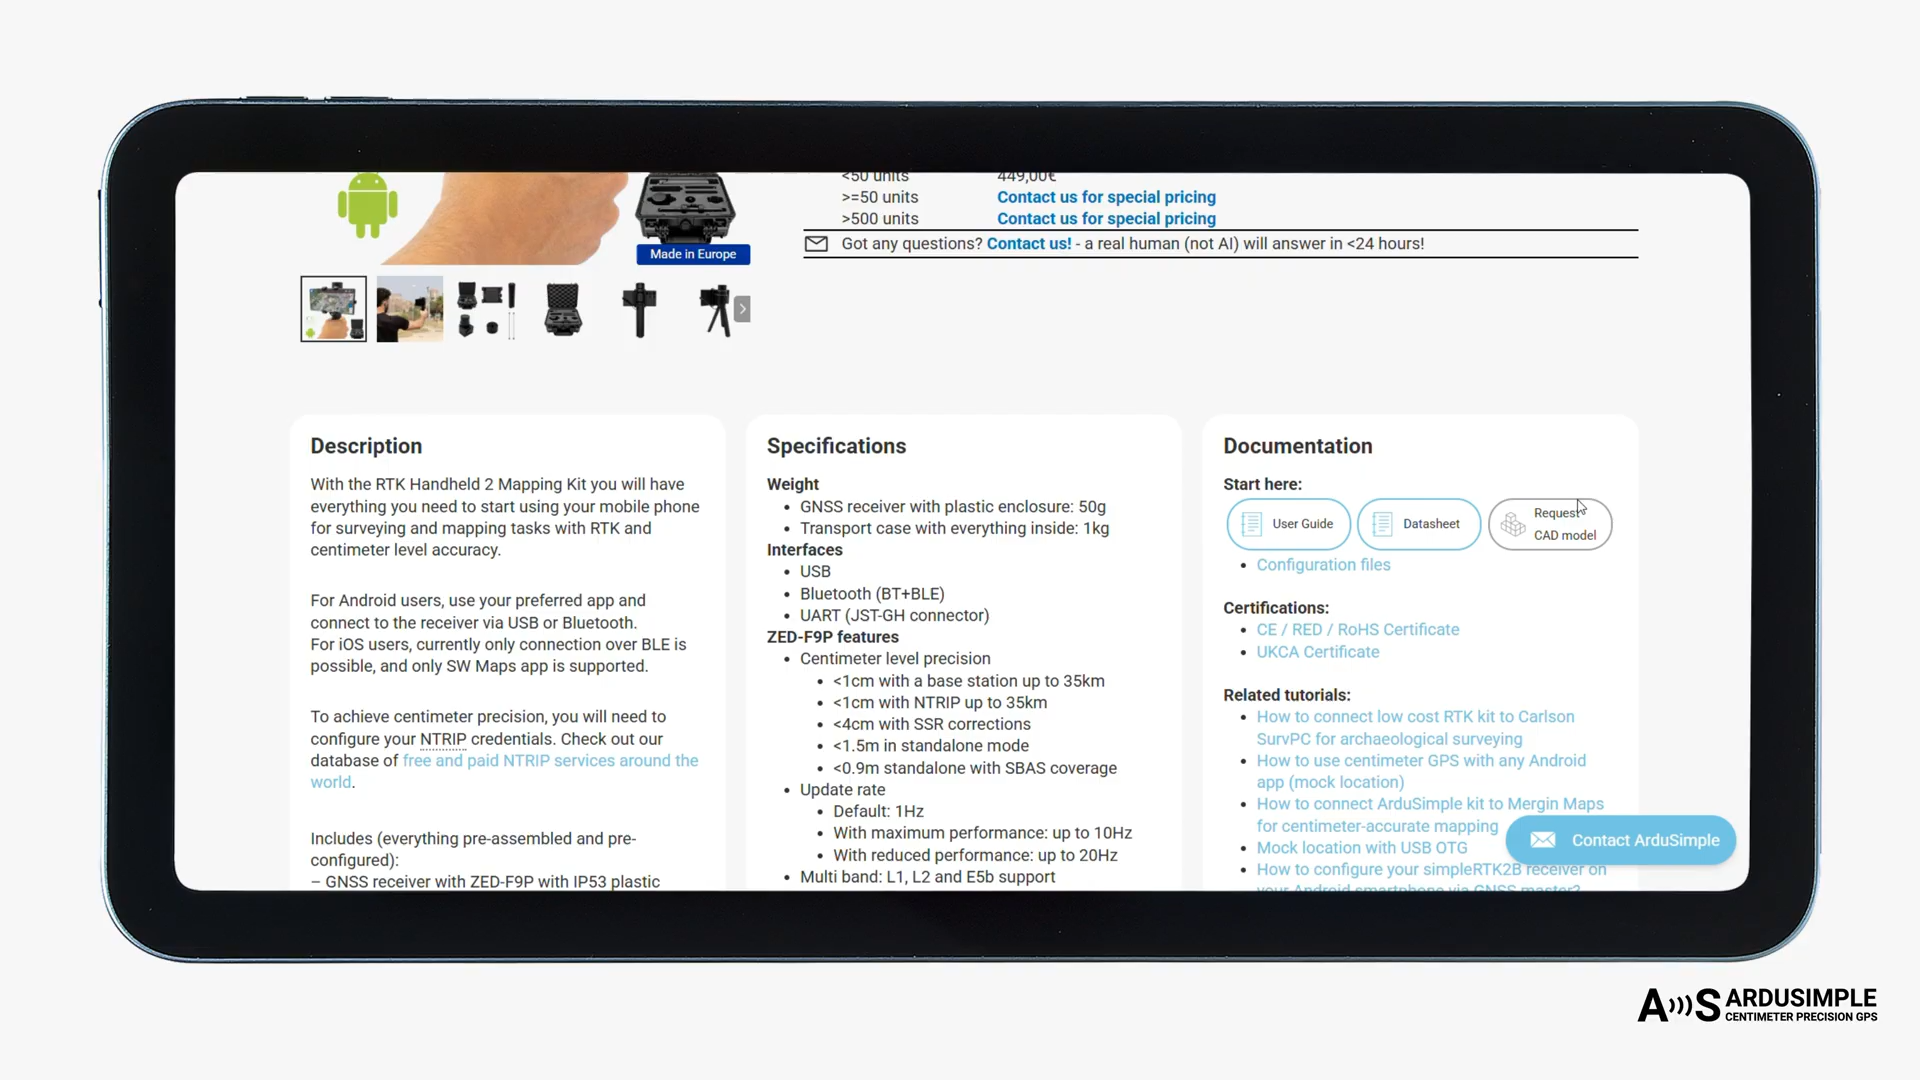 <50 units 449,00€
>=50 units Contact us for special pricing
>500 units Contact us for special pricing
Got any questions? Contact us! - a real human (not AI) will answer in <24 hours!
Made in Europe
Description
With the RTK Handheld 2 Mapping Kit you will have
everything you need to start using your mobile phone
for surveying and mapping tasks with RTK and
centimeter level accuracy.
For Android users, use your preferred app and
connect to the receiver via USB or Bluetooth.
For iOS users, currently only connection over BLE is
possible, and only SW Maps app is supported.
To achieve centimeter precision, you will need to
configure your NTRIP credentials. Check out our
database of free and paid NTRIP services around the
world.
Includes (everything pre-assembled and pre-
configured):
– GNSS receiver with ZED-F9P with IP53 plastic
Specifications
Weight
• GNSS receiver with plastic enclosure: 50g
• Transport case with everything inside: 1kg
Interfaces
• USB
• Bluetooth (BT+BLE)
• UART (JST-GH connector)
ZED-F9P features
• Centimeter level precision
• <1cm with a base station up to 35km
• <1cm with NTRIP up to 35km
• <4cm with SSR corrections
• <1.5m in standalone mode
• <0.9m standalone with SBAS coverage
• Update rate
• Default: 1Hz
• With maximum performance: up to 10Hz
• With reduced performance: up to 20Hz
• Multi band: L1, L2 and E5b support
Documentation
Start here:
User Guide
Datasheet
Request
CAD model
• Configuration files
Certifications:
• CE / RED / RoHS Certificate
• UKCA Certificate
Related tutorials:
• How to connect low cost RTK kit to Carlson
SurvPC for archaeological surveying
• How to use centimeter GPS with any Android
app (mock location)
• How to connect ArduSimple kit to Mergin Maps
for centimeter-accurate mapping
• Mock location with USB OTG
• How to configure your simpleRTK2B receiver on
your Android smartphone via GNSS master?
Contact ArduSimple
A S ARDUSIMPLE
CENTIMETER PRECISION GPS